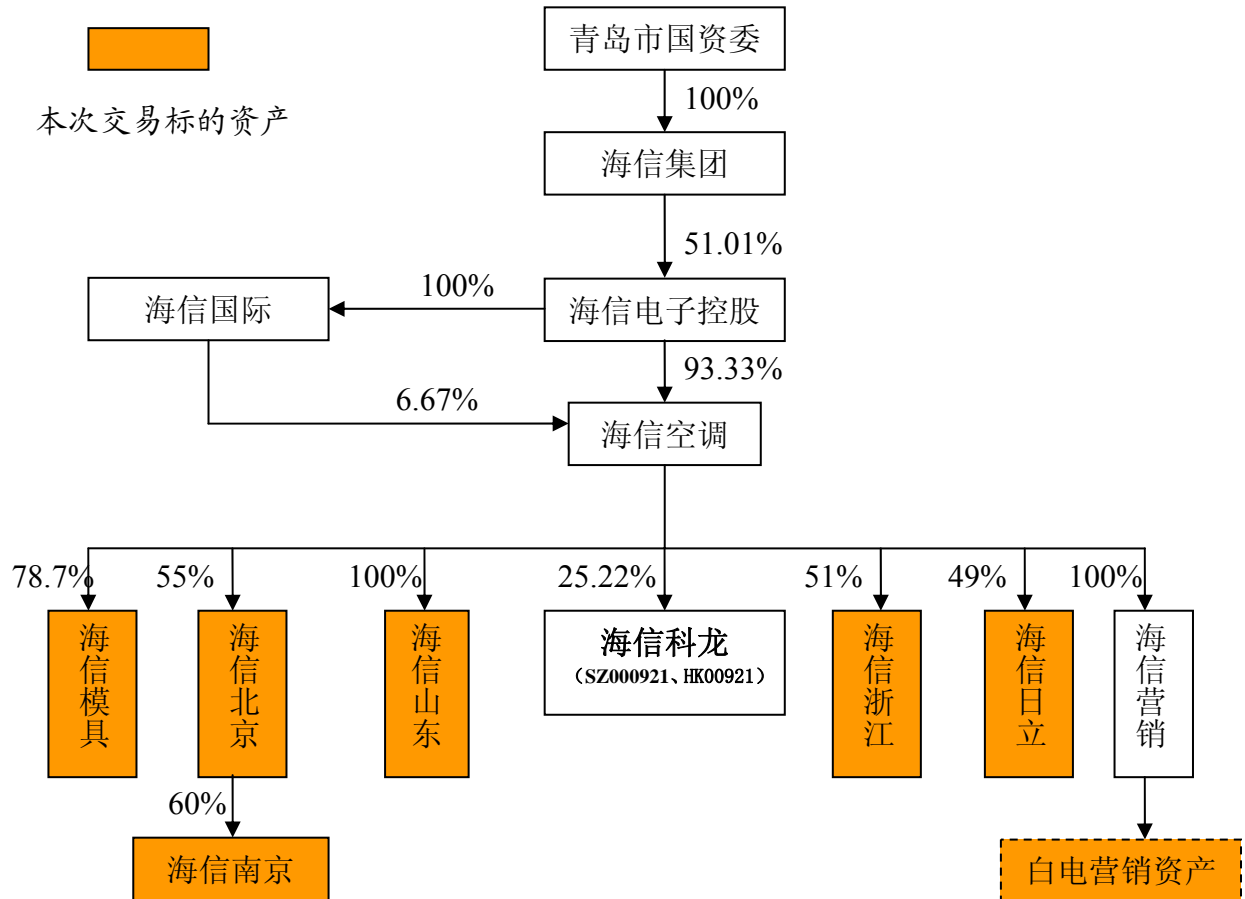 青岛市国资委
本次交易标的资产
100%
海信集团
51.01%
海信国际
100%
海信电子控股
93.33%
6.67%
海信空调
78.7%
55%
100%
25.22%
51%
49%
100%
海信模具
海信北京
海信山东
海信科龙
（SZ000921、HK00921）
海信浙江
海信日立
海信营销
60%
海信南京
白电营销资产